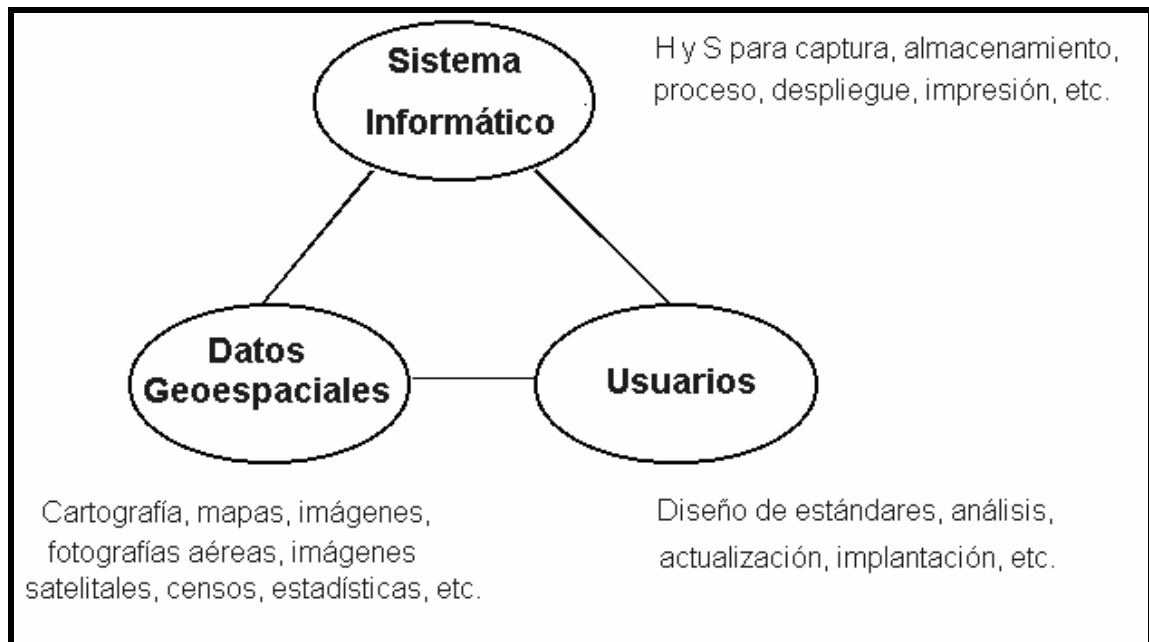 Sistema
Informático
H y S para captura, almacenamiento,
proceso, despliegue, impresión, etc.
Datos
Geoespaciales
Usuarios
Cartografía, mapas, imágenes,
fotografías aéreas, imágenes
satelitales, censos, estadísticas, etc.
Diseño de estándares, análisis,
actualización, implantación, etc.